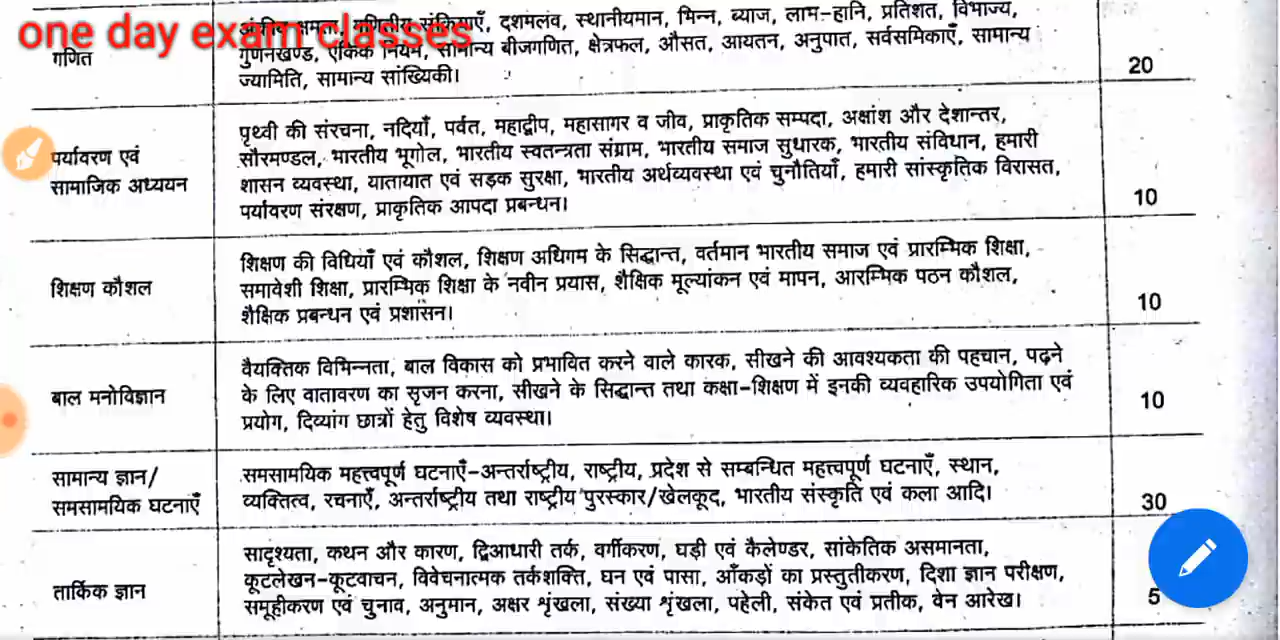 one day exam classes
दशमलव, स्थानीयमान, भिन्न, ब्याज, लाभ-हानि, प्रतिशत, विभाज्य,
गणित
गुणनखण्ड, ऐकिक नियम, सामान्य बीजगणित, क्षेत्रफल, औसत, आयतन, अनुपात, सर्वसमिकाएँ, सामान्य
ज्यामिति, सामान्य सांख्यिकी।
20
पर्यावरण एवं
सामाजिक अध्ययन
पृथ्वी की संरचना, नदियाँ, पर्वत, महाद्वीप, महासागर व जीव, प्राकृतिक सम्पदा, अक्षांश और देशान्तर,
सौरमण्डल, भारतीय भूगोल, भारतीय स्वतन्त्रता संग्राम, भारतीय समाज सुधारक, भारतीय संविधान, हमारी
शासन व्यवस्था, यातायात एवं सड़क सुरक्षा, भारतीय अर्थव्यवस्था एवं चुनौतियाँ, हमारी सांस्कृतिक विरासत,
पर्यावरण संरक्षण, प्राकृतिक आपदा प्रबन्धन।
10
शिक्षण कौशल
शिक्षण की विधियाँ एवं कौशल, शिक्षण अधिगम के सिद्धान्त, वर्तमान भारतीय समाज एवं प्रारम्भिक शिक्षा,
समावेशी शिक्षा, प्रारम्भिक शिक्षा के नवीन प्रयास, शैक्षिक मूल्यांकन एवं मापन, आरम्भिक पठन कौशल,
शैक्षिक प्रबन्धन एवं प्रशासन।
10
बाल मनोविज्ञान
वैयक्तिक विभिन्नता, बाल विकास को प्रभावित करने वाले कारक, सीखने की आवश्यकता की पहचान, पढ़ने
के लिए वातावरण का सृजन करना, सीखने के सिद्धान्त तथा कक्षा-शिक्षण में इनकी व्यवहारिक उपयोगिता एवं
प्रयोग, दिव्यांग छात्रों हेतु विशेष व्यवस्था।
10
सामान्य ज्ञान/
समसामयिक घटनाएँ
समसामयिक महत्त्वपूर्ण घटनाएँ-अन्तर्राष्ट्रीय, राष्ट्रीय, प्रदेश से सम्बन्धित महत्त्वपूर्ण घटनाएँ, स्थान,
व्यक्तित्व, रचनाएँ, अन्तर्राष्ट्रीय तथा राष्ट्रीय पुरस्कार/खेलकूद, भारतीय संस्कृति एवं कला आदि।
30
तार्किक ज्ञान
सादृश्यता, कथन और कारण, द्विआधारी तर्क, वर्गीकरण, घड़ी एवं कैलेण्डर, सांकेतिक असमानता,
कूटलेखन-कूटवाचन, विवेचनात्मक तर्कशक्ति, घन एवं पासा, आँकड़ों का प्रस्तुतीकरण, दिशा ज्ञान परीक्षण,
समूहीकरण एवं चुनाव, अनुमान, अक्षर शृंखला, संख्या शृंखला, पहेली, संकेत एवं प्रतीक, वेन आरेख।
5